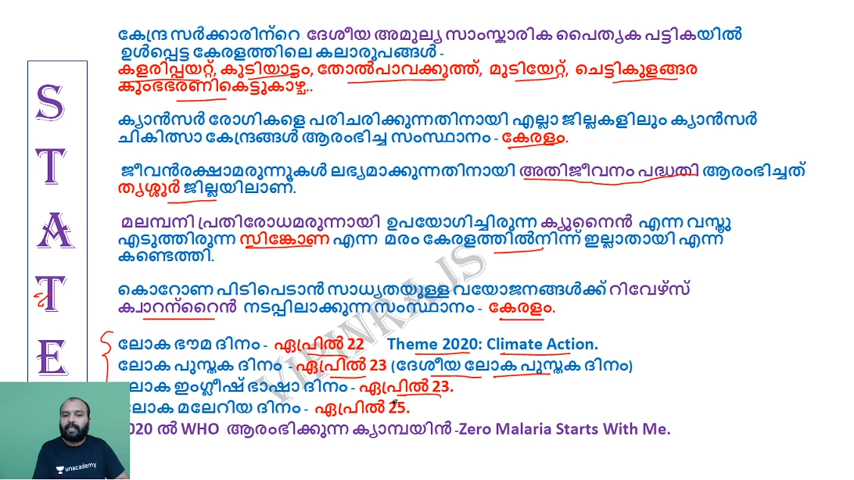 കേന്ദ്ര സർക്കാരിന്റെ ദേശീയ അമൂല്യ സാംസ്കാരിക പൈതൃക പട്ടികയിൽ
ഉൾപ്പെട്ട കേരളത്തിലെ കലാരൂപങ്ങൾ -
കളരിപ്പയറ്റ്, കൂടിയാട്ടം, തോൽപാവക്കൂത്ത്, മുടിയേറ്റ്, ചെട്ടികുളങ്ങര
കുംഭഭരണികെട്ടുകാഴ്ച..
ക്യാൻസർ രോഗികളെ പരിചരിക്കുന്നതിനായി എല്ലാ ജില്ലകളിലും ക്യാൻസർ
ചികിത്സാ കേന്ദ്രങ്ങൾ ആരംഭിച്ച സംസ്ഥാനം - കേരളം.
ജീവൻരക്ഷാമരുന്നുകൾ ലഭ്യമാക്കുന്നതിനായി അതിജീവനം പദ്ധതി ആരംഭിച്ചത്
തൃശ്ശൂർ ജില്ലയിലാണ്.
മലമ്പനി പ്രതിരോധമരുന്നായി ഉപയോഗിച്ചിരുന്ന ക്യുനൈൻ എന്ന വസ്തു
എടുത്തിരുന്ന സിങ്കോണ എന്ന മരം കേരളത്തിൽനിന്ന് ഇല്ലാതായി എന്ന്
കണ്ടെത്തി.
കൊറോണ പിടിപെടാൻ സാധ്യതയുള്ള വയോജനങ്ങൾക്ക് റിവേഴ്സ്
ക്വാറന്റൈൻ നടപ്പിലാക്കുന്ന സംസ്ഥാനം - കേരളം.
ലോക ഭൗമ ദിനം - ഏപ്രിൽ 22 Theme 2020: Climate Action.
ലോക പുസ്തക ദിനം - ഏപ്രിൽ 23 (ദേശീയ ലോക പുസ്തക ദിനം)
ലോക ഇംഗ്ലീഷ് ഭാഷാ ദിനം - ഏപ്രിൽ 23.
ലോക മലേറിയ ദിനം - ഏപ്രിൽ 25.
2020 ൽ WHO ആരംഭിക്കുന്ന ക്യാമ്പയിൻ -Zero Malaria Starts With Me.
S
T
A
T
E
VIPINRAJ S
unacademy